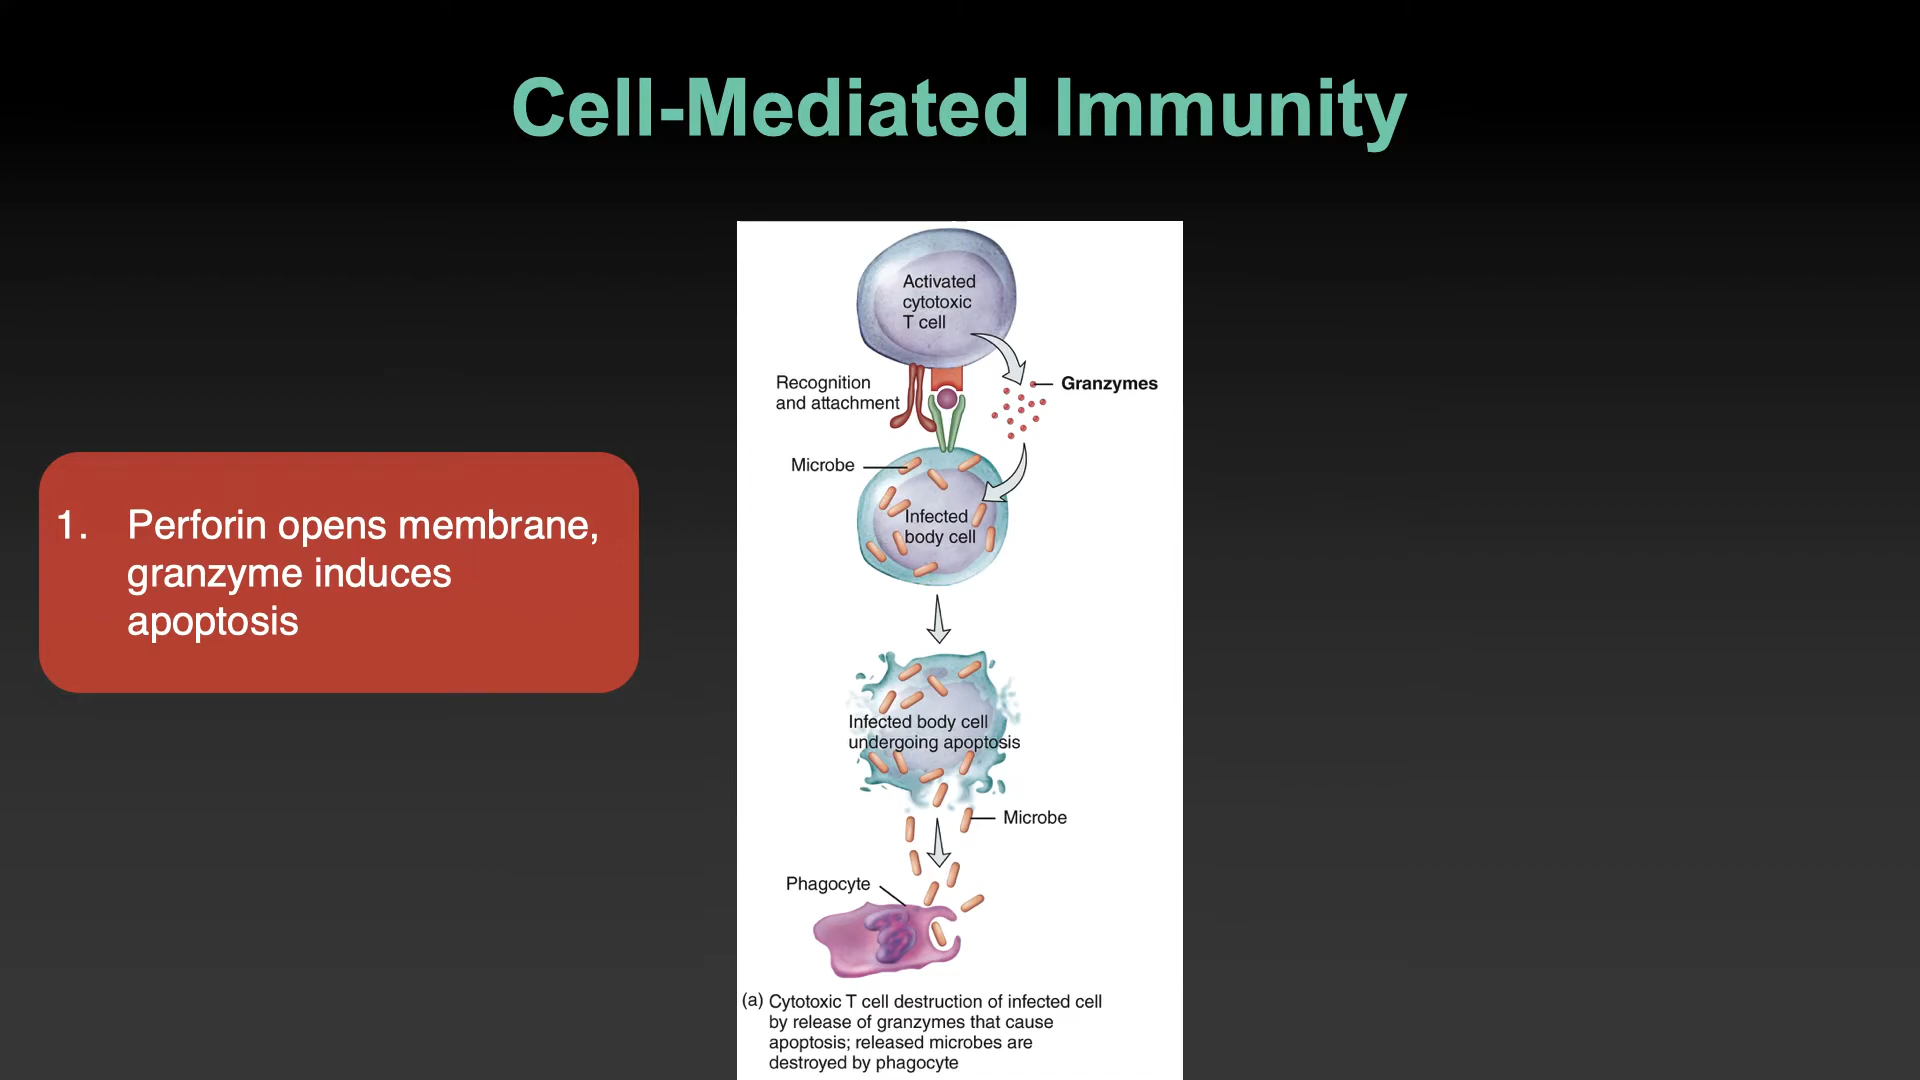 Cell-Mediated Immunity
1. Perforin opens membrane,
granzyme induces
apoptosis
Activated
cytotoxic
T cell
Recognition
and attachment
Granzymes
Microbe
Infected
body cell
Infected body cell
undergoing apoptosis
Microbe
Phagocyte
(a) Cytotoxic T cell destruction of infected cell
by release of granzymes that cause
apoptosis; released microbes are
destroyed by phagocyte